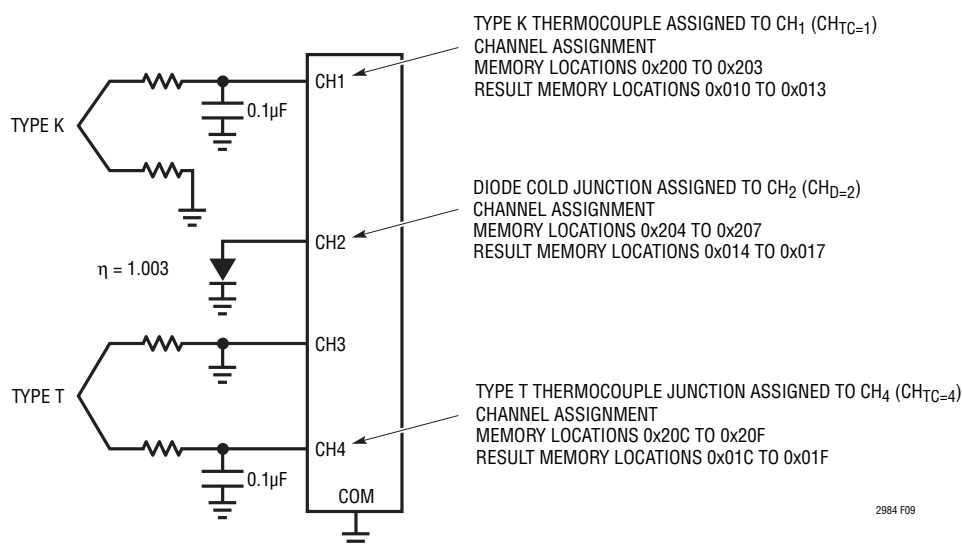 TYPE K THERMOCOUPLE ASSIGNED TO CH1 (CHTC=1)
CHANNEL ASSIGNMENT
MEMORY LOCATIONS 0x200 TO 0x203
RESULT MEMORY LOCATIONS 0x010 TO 0x013
CH1
0.1µF
TYPE K
DIODE COLD JUNCTION ASSIGNED TO CH2 (CHD=2)
CHANNEL ASSIGNMENT
MEMORY LOCATIONS 0x204 TO 0x207
RESULT MEMORY LOCATIONS 0x014 TO 0x017
CH2
η = 1.003
CH3
TYPE T
TYPE T THERMOCOUPLE JUNCTION ASSIGNED TO CH4 (CHTC=4)
CHANNEL ASSIGNMENT
MEMORY LOCATIONS 0x20C TO 0x20F
RESULT MEMORY LOCATIONS 0x01C TO 0x01F
CH4
0.1µF
COM
2984 F09